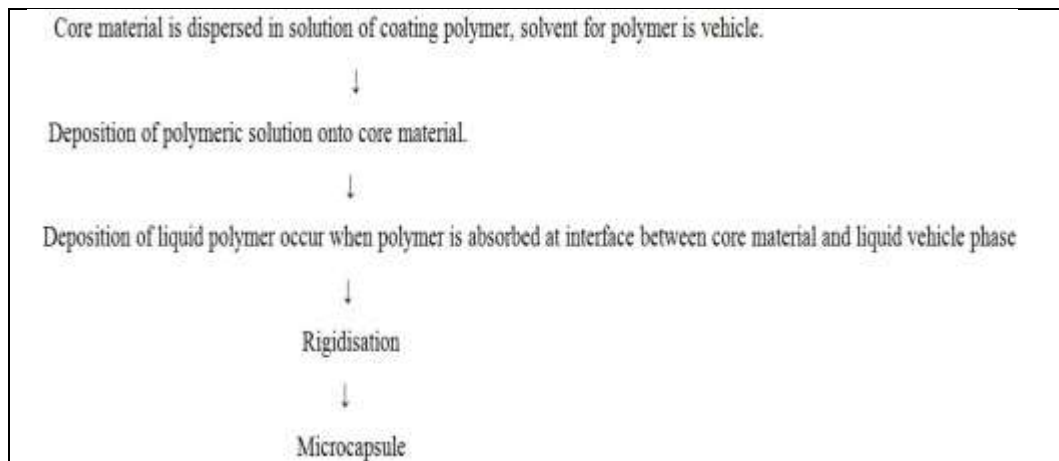 Core material is dispersed in solution of coating polymer, solvent for polymer is vehicle.
↓
Deposition of polymeric solution onto core material.
↓
Deposition of liquid polymer occur when polymer is absorbed at interface between core material and liquid vehicle phase
↓
Rigidisation
↓
Microcapsule